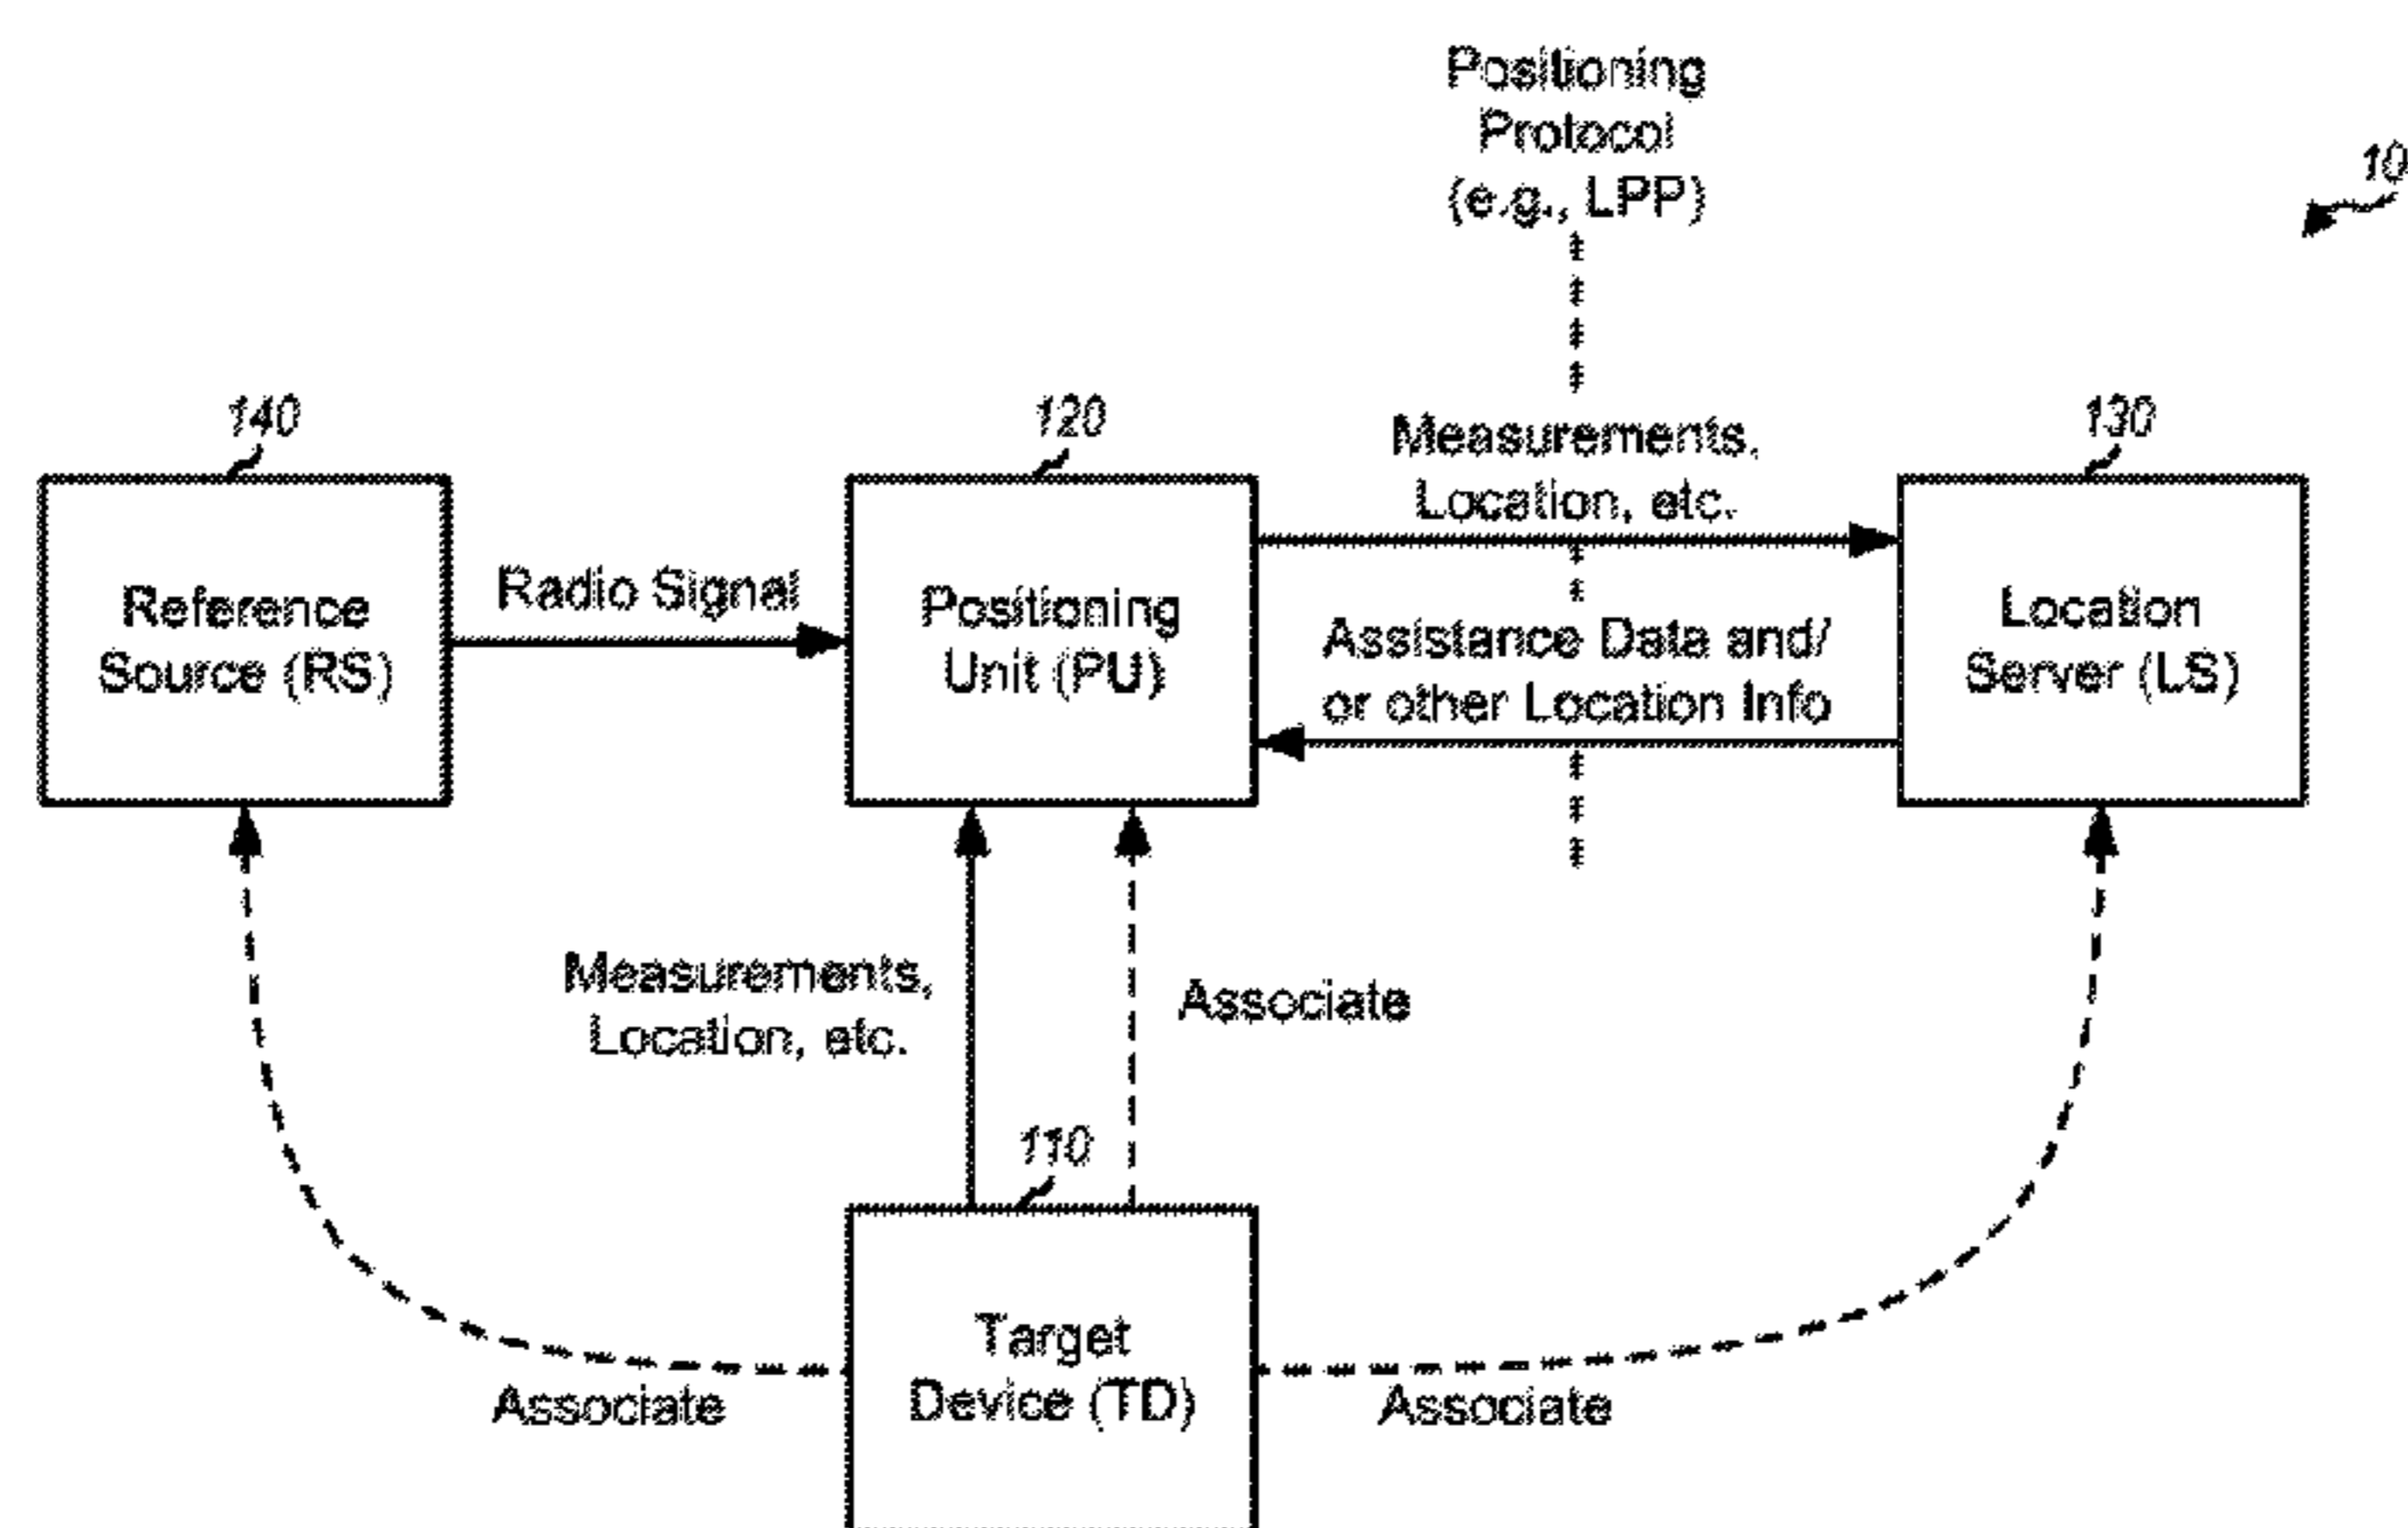 Positioning
Protocol
(e.g., LPP)
10
140
120
130
Measurements,
Location, etc.
Reference
Source (RS)
Radio Signal
Positioning
Unit (PU)
Assistance Data and/
or other Location Info
Location
Server (LS)
Measurements,
Location, etc.
Associate
110
Target
Device (TD)
Associate
Associate